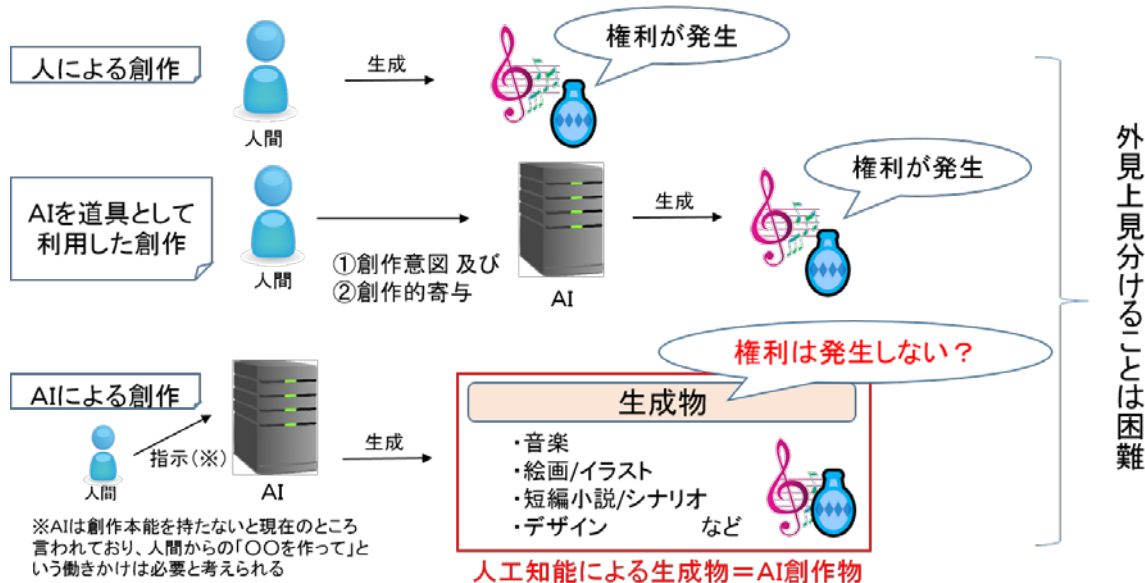 人による創作
人間
生成
権利が発生
AIを道具として
利用した創作
人間
①創作意図 及び
②創作的寄与
AI
生成
権利が発生
AIによる創作
人間
指示(※)
AI
生成
権利は発生しない？
生成物
・音楽
・絵画/イラスト
・短編小説/シナリオ
・デザイン など
人工知能による生成物＝AI創作物
※AIは創作本能を持たないと現在のところ
言われており、人間からの「〇〇を作って」と
いう働きかけは必要と考えられる
外見上見分けることは困難